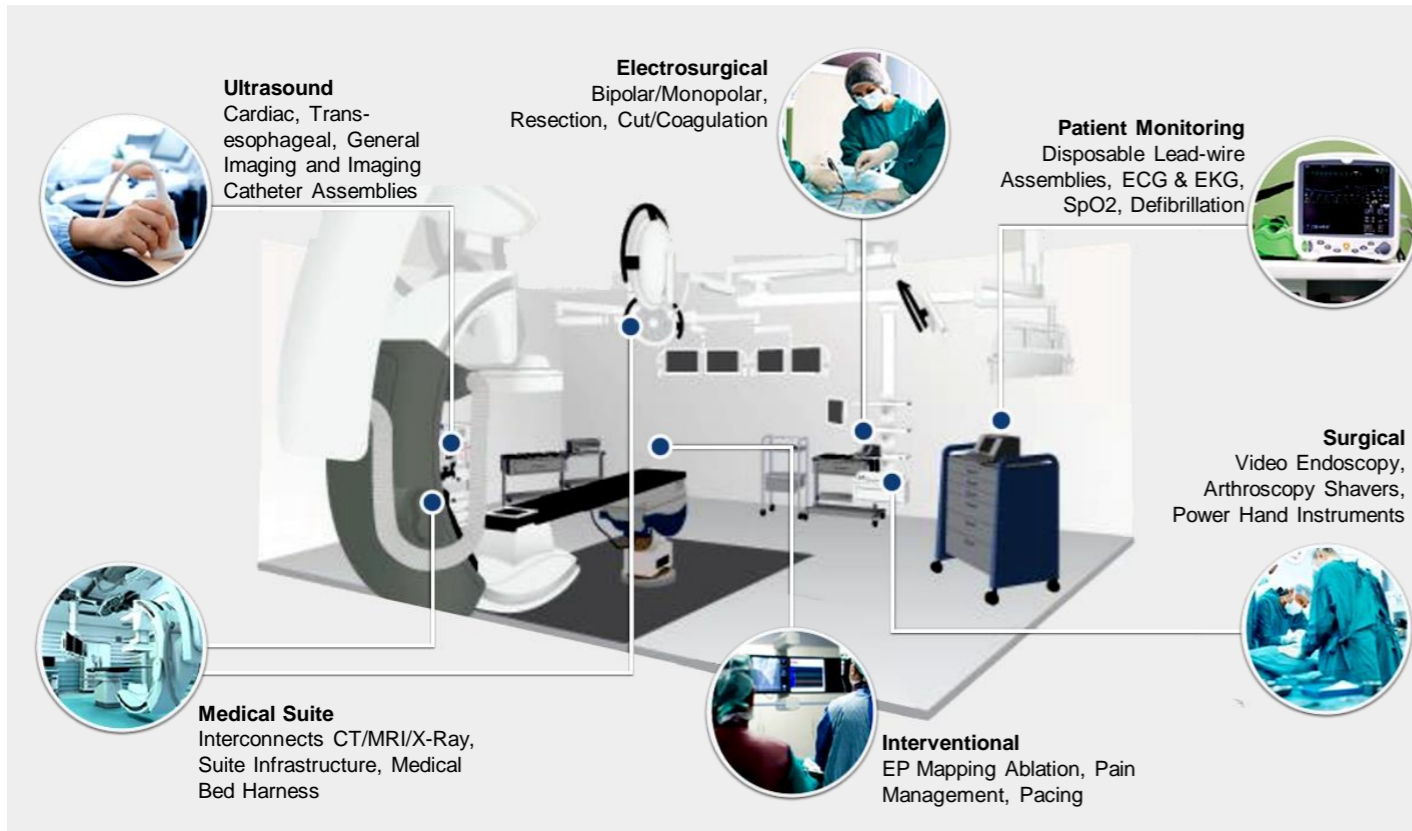 Ultrasound
Cardiac, Trans-
esophageal, General
Imaging and Imaging
Catheter Assemblies
Electrosurgical
Bipolar/Monopolar,
Resection, Cut/Coagulation
Patient Monitoring
Disposable Lead-wire
Assemblies, ECG & EKG,
SpO2, Defibrillation
Surgical
Video Endoscopy,
Arthroscopy Shavers,
Power Hand Instruments
Medical Suite
Interconnects CT/MRI/X-Ray,
Suite Infrastructure, Medical
Bed Harness
Interventional
EP Mapping Ablation, Pain
Management, Pacing